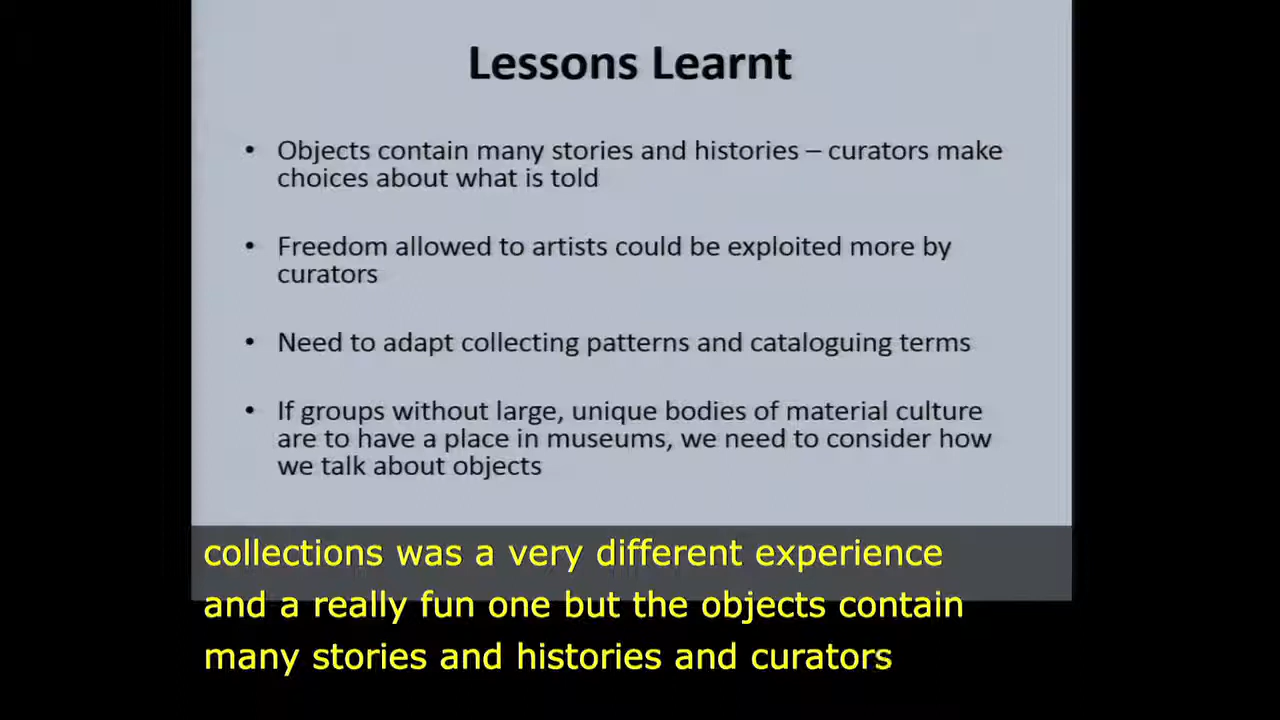 Lessons Learnt
• Objects contain many stories and histories – curators make
choices about what is told
• Freedom allowed to artists could be exploited more by
curators
• Need to adapt collecting patterns and cataloguing terms
• If groups without large, unique bodies of material culture
are to have a place in museums, we need to consider how
we talk about objects
collections was a very different experience
and a really fun one but the objects contain
many stories and histories and curators